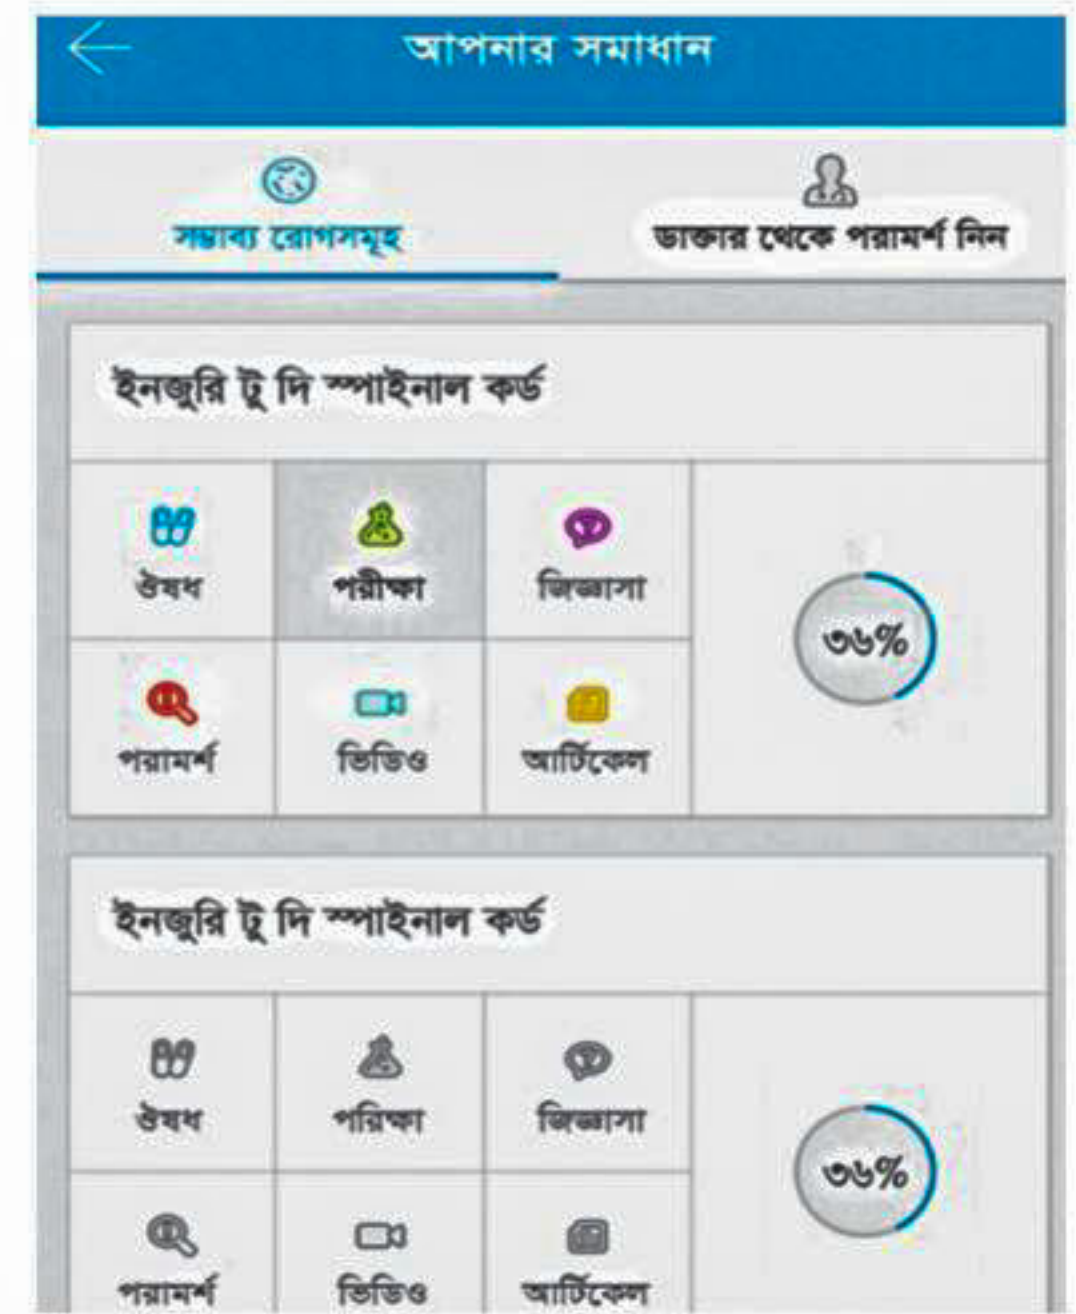 আপনার সমাধান
সম্ভাব্য রোগসমূহ
ডাক্তার থেকে পরামর্শ নিন
ইনজুরি টু দি স্পাইনাল কর্ড
ঔষধ
পরীক্ষা
জিজ্ঞাসা
৩৬%
পরামর্শ
ভিডিও
আর্টিকেল
ইনজুরি টু দি স্পাইনাল কর্ড
ঔষধ
পরিক্ষা
জিজ্ঞাসা
৩৬%
পরামর্শ
ভিডিও
আর্টিকেল